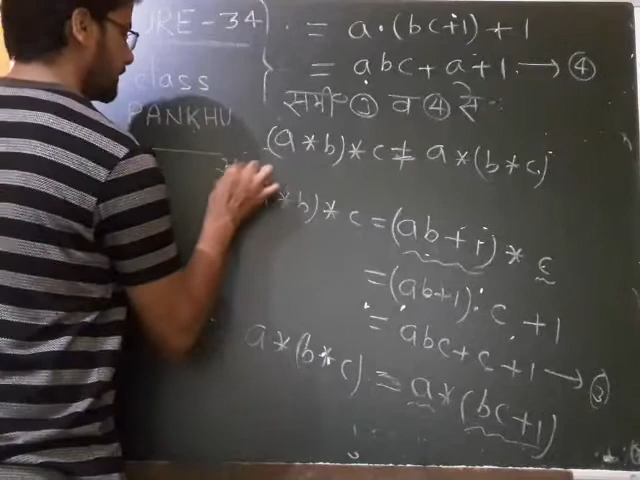 URE-34
class
PANKHU
= a·(bc+1)+1
= abc+a+1 → ④
समी० ③ व ④ से
(a*b)*c ≠ a*(b*c)
*b)*c = (ab+1)*c
= (ab+1)·c+1
= abc+c+1 → ③
a*(b*c) = a*(bc+1)